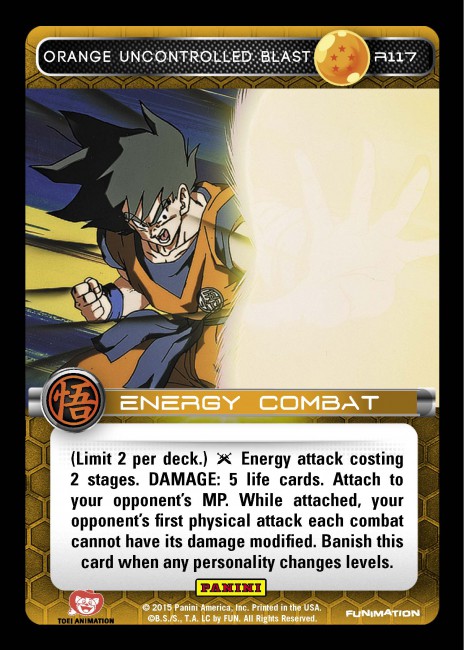 ORANGE UNCONTROLLED BLAST R117
悟
悟
ENERGY COMBAT
(Limit 2 per deck.) Energy attack costing
2 stages. DAMAGE: 5 life cards. Attach to
your opponent's MP. While attached, your
opponent's first physical attack each combat
cannot have its damage modified. Banish this
card when any personality changes levels.
PANINI
© 2015 Panini America, Inc. Printed in the USA.
©B.S./S., T.A. LC by FUN. All Rights Reserved.
TOEI ANIMATION
FUNIMATION